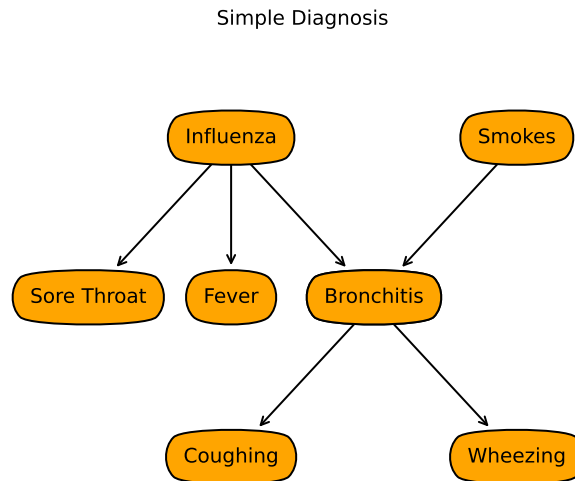 Simple Diagnosis
Influenza
Smokes
Sore Throat
Fever
Bronchitis
Coughing
Wheezing